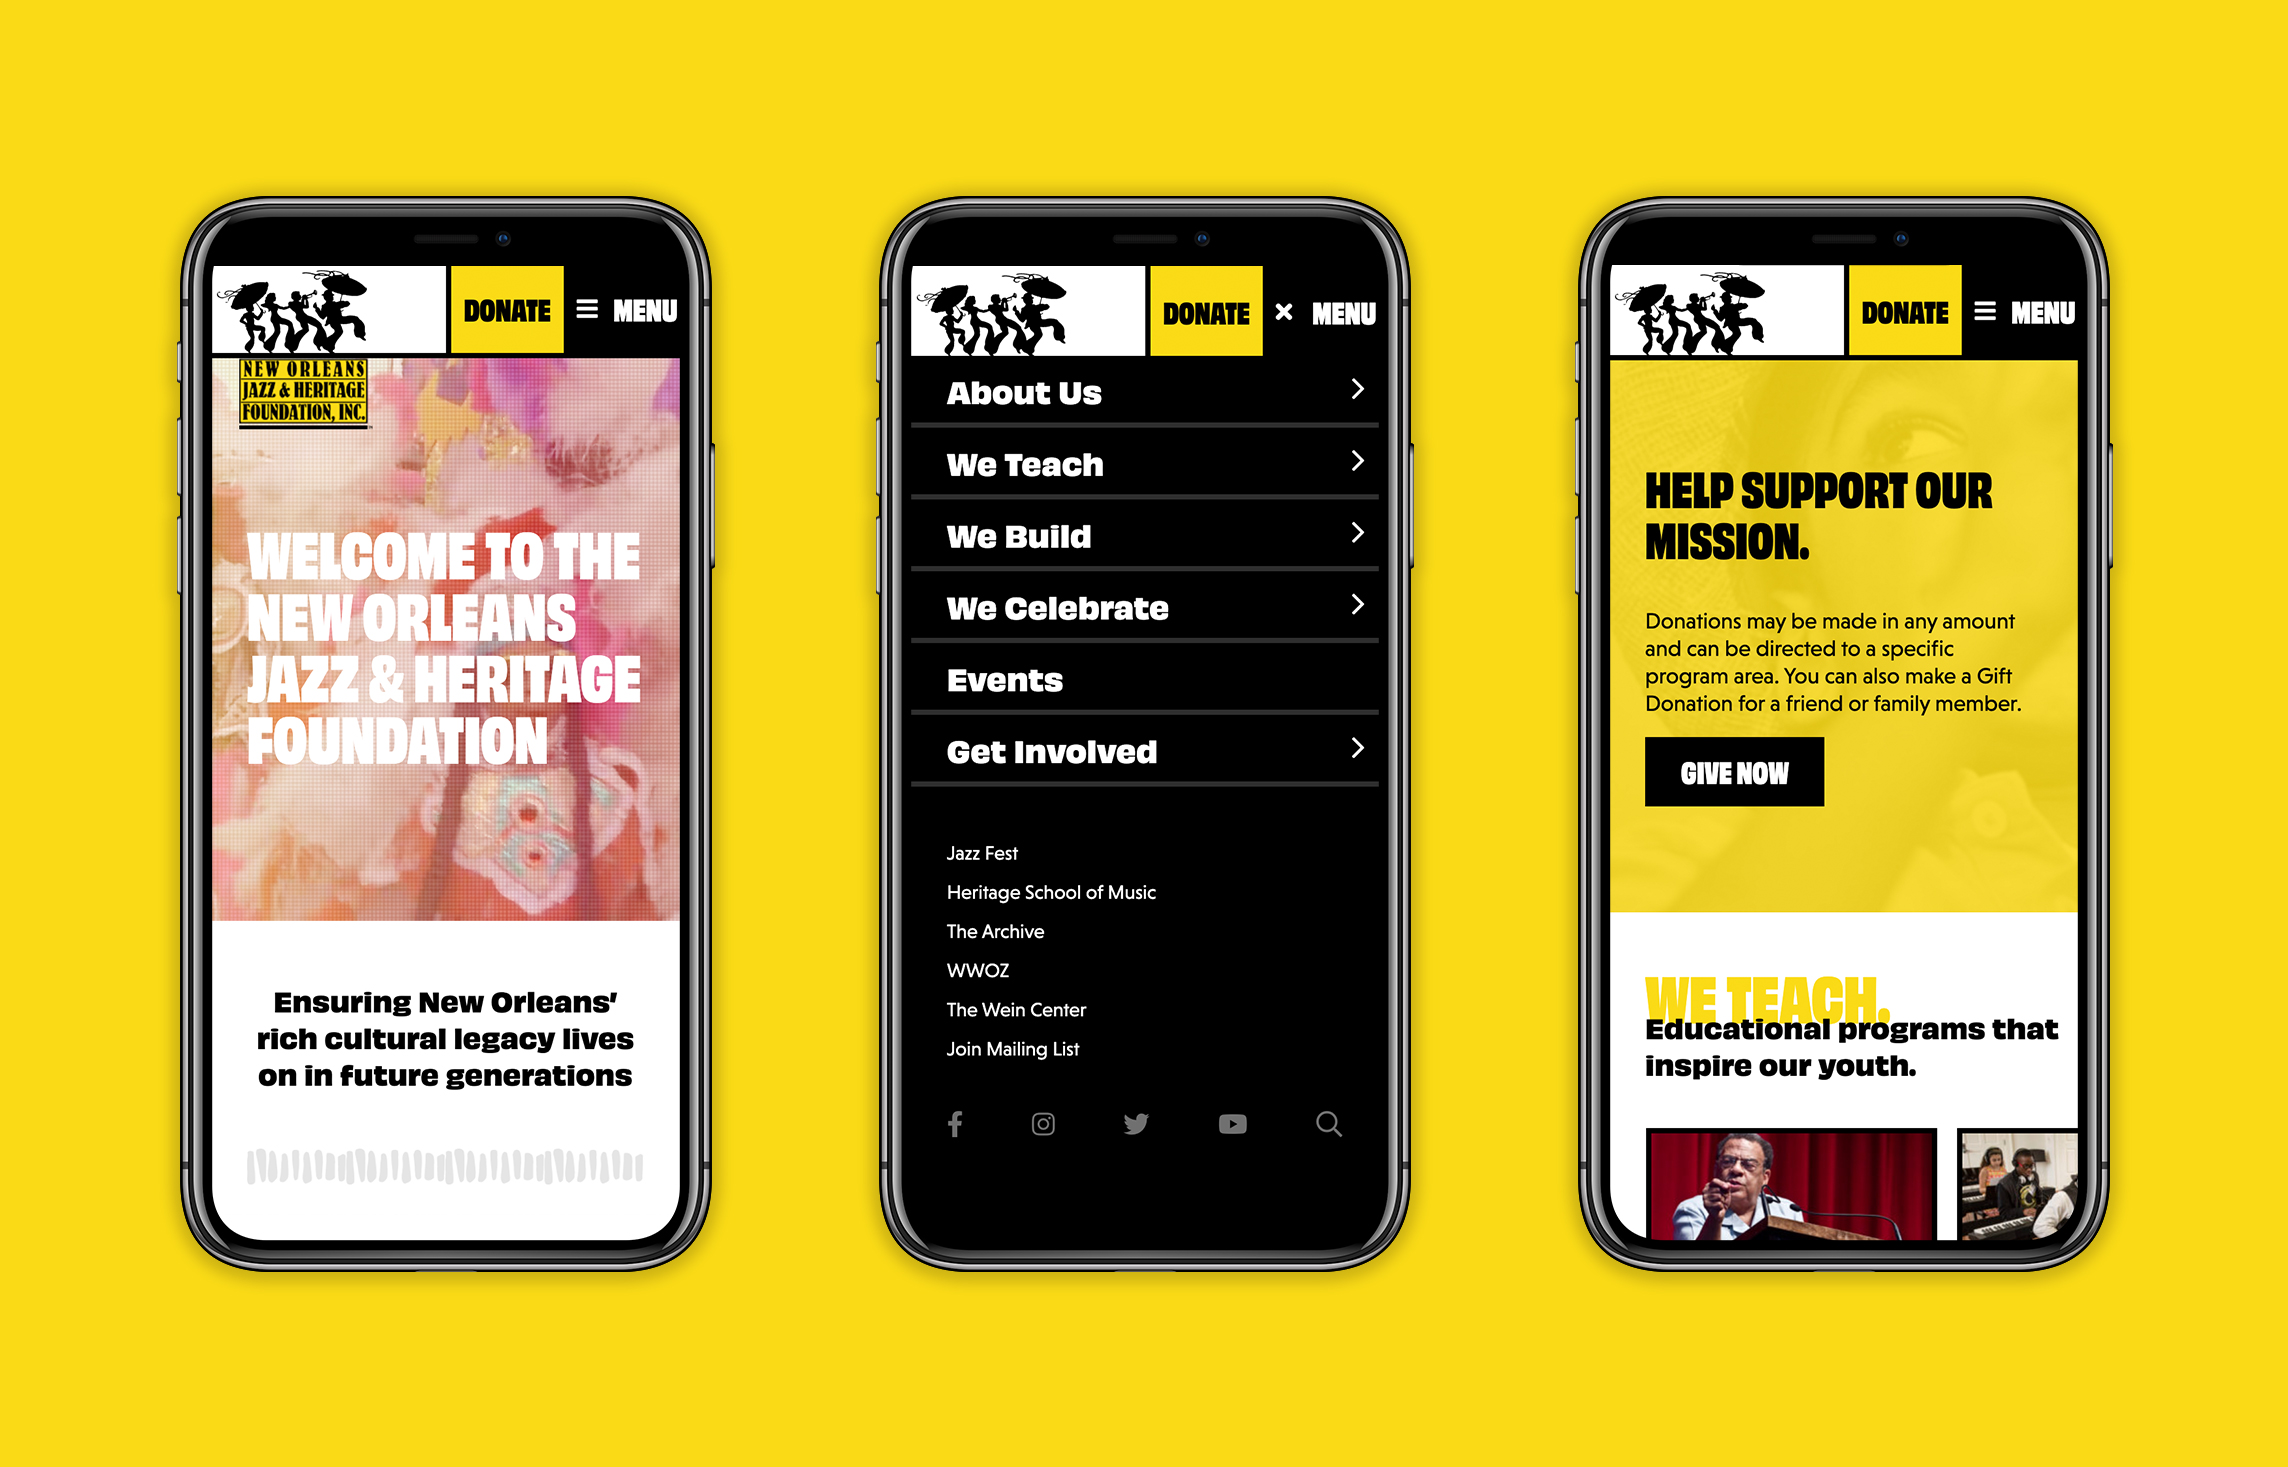 DONATE
MENU
NEW ORLEANS
JAZZ & HERITAGE
FOUNDATION, INC.
WELCOME TO THE
NEW ORLEANS
JAZZ & HERITAGE
FOUNDATION
Ensuring New Orleans'
rich cultural legacy lives
on in future generations
DONATE
MENU
About Us
We Teach
We Build
We Celebrate
Events
Get Involved
Jazz Fest
Heritage School of Music
The Archive
WWOZ
The Wein Center
Join Mailing List
DONATE
MENU
HELP SUPPORT OUR
MISSION.
Donations may be made in any amount
and can be directed to a specific
program area. You can also make a Gift
Donation for a friend or family member.
GIVE NOW
WE TEACH.
Educational programs that
inspire our youth.